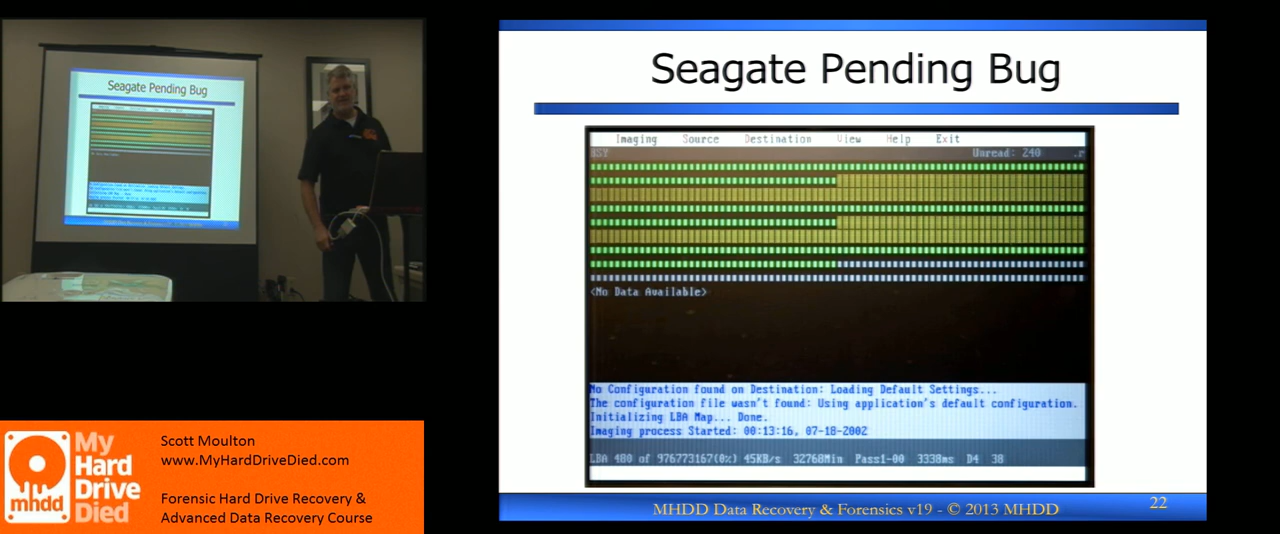 Seagate Pending Bug
Seagate Pending Bug
Imaging Source Destination View Help Exit
BSY Unread: 240 .r
<No Data Available>
No Configuration found on Destination: Loading Default Settings...
The configuration file wasn't found: Using application's default configuration.
Initializing LBA Map... Done.
Imaging process Started: 00:13:16, 07-18-2002
LBA 480 of 976773167(0%) 45KB/s 32768Min Pass1-00 3338ms D4 38
MHDD Data Recovery & Forensics v19 - © 2013 MHDD
22
My
Hard
Drive
Died
mhdd
Scott Moulton
www.MyHardDriveDied.com
Forensic Hard Drive Recovery &
Advanced Data Recovery Course